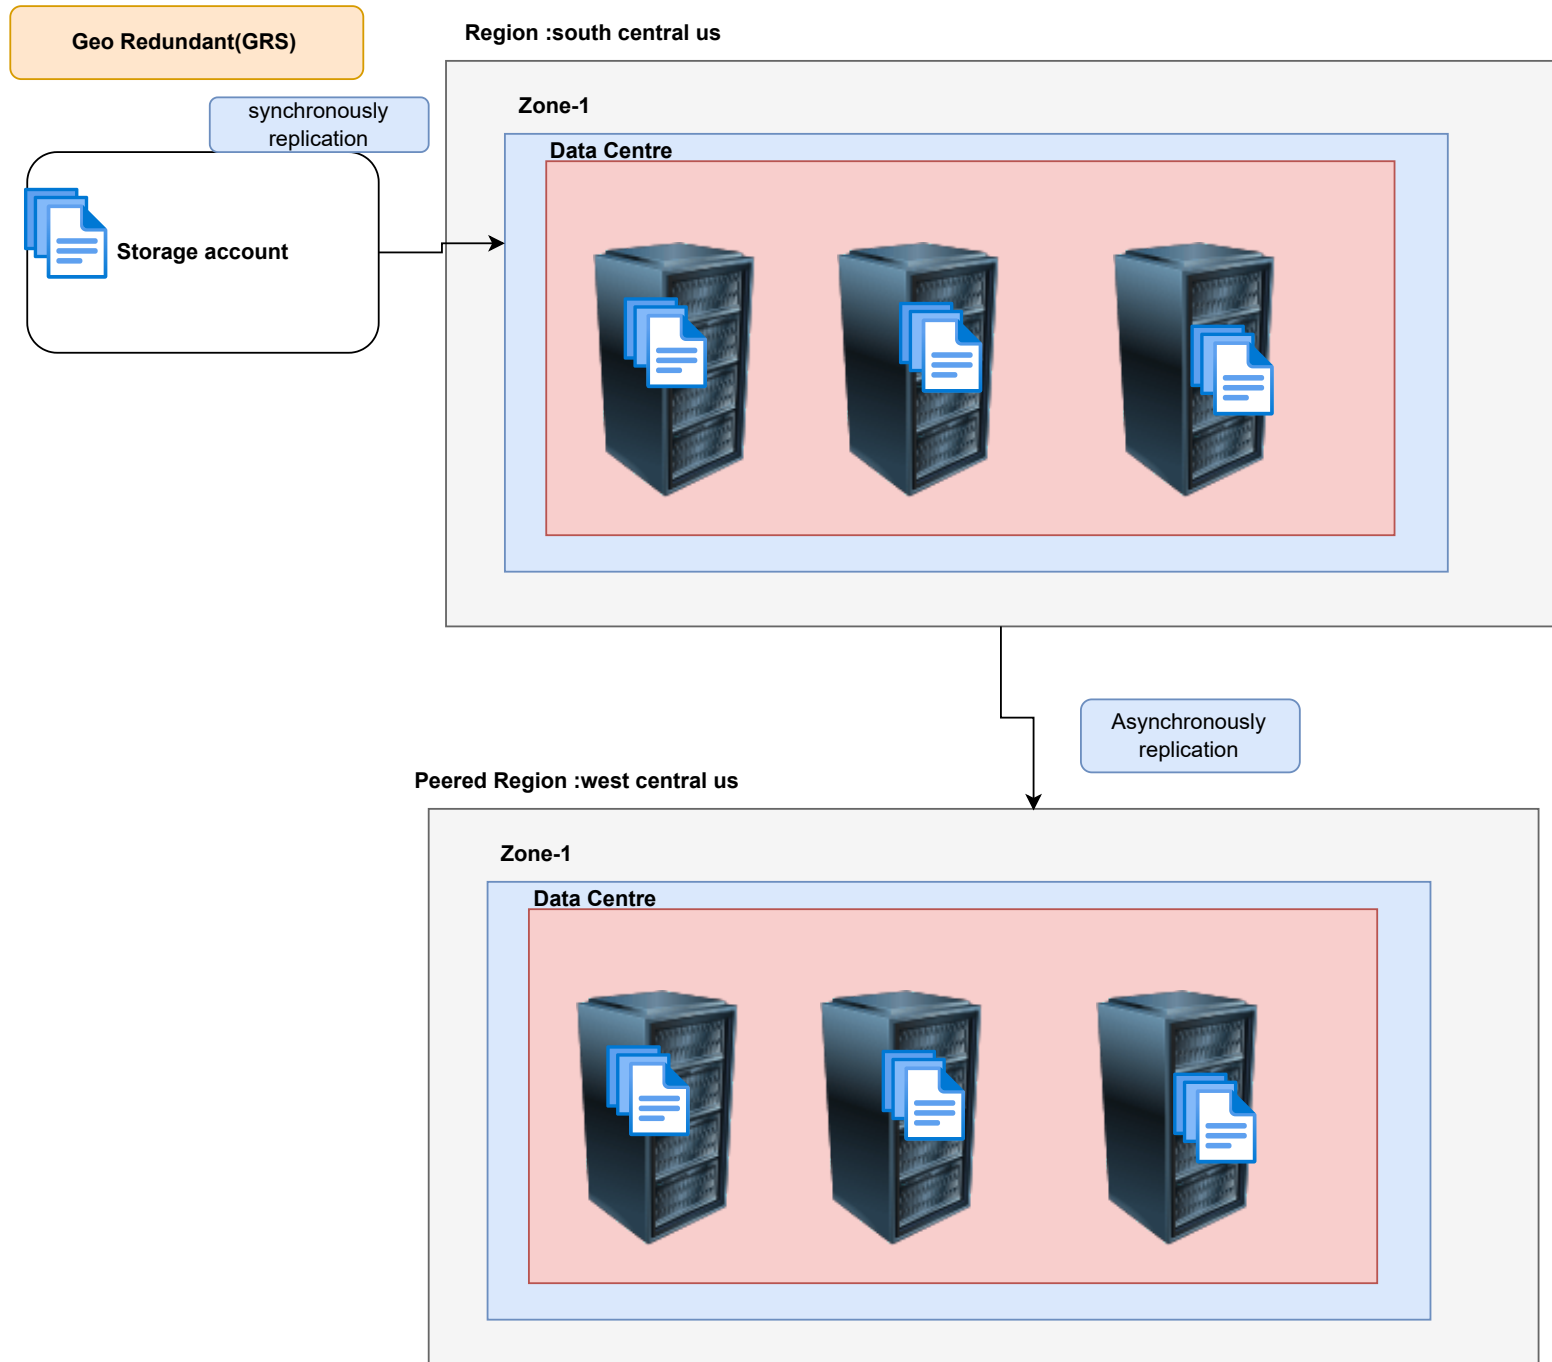 Geo Redundant(GRS)
Region :south central us
synchronously
replication
Zone-1
Data Centre
Storage account
Asynchronously
replication
Peered Region :west central us
Zone-1
Data Centre